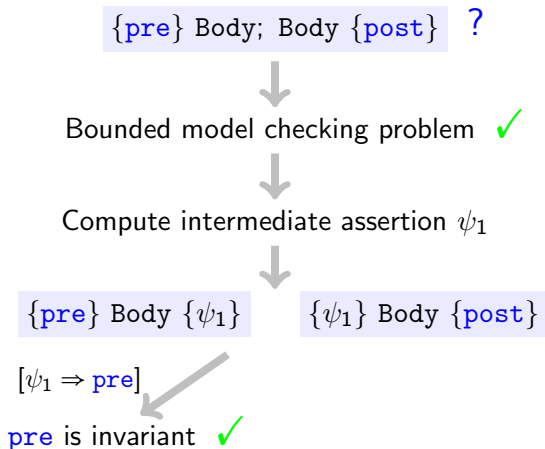 {pre} Body; Body {post} ?
Bounded model checking problem ✓
Compute intermediate assertion ψ₁
{pre} Body {ψ₁} {ψ₁} Body {post}
[ψ₁ ⇒ pre]
pre is invariant ✓